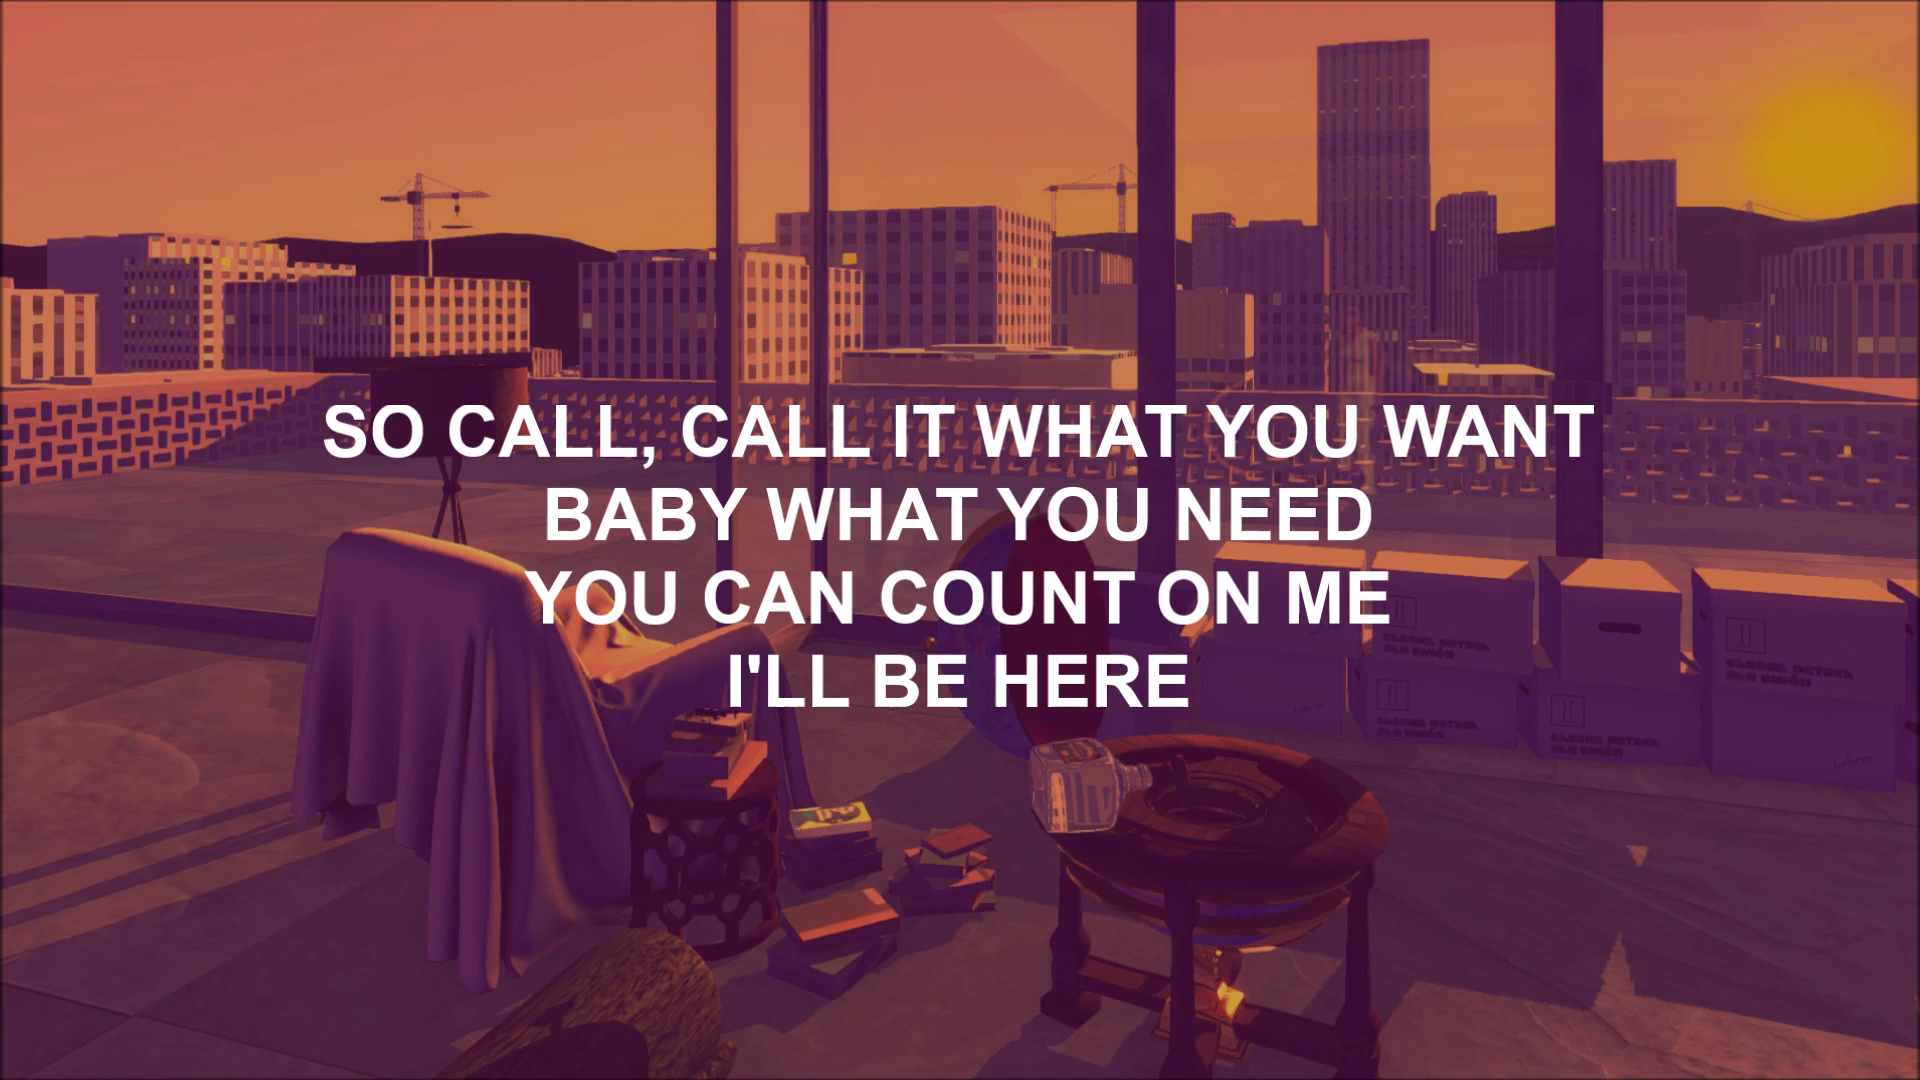 SO CALL, CALL IT WHAT YOU WANT
BABY WHAT YOU NEED
YOU CAN COUNT ON ME
I'LL BE HERE